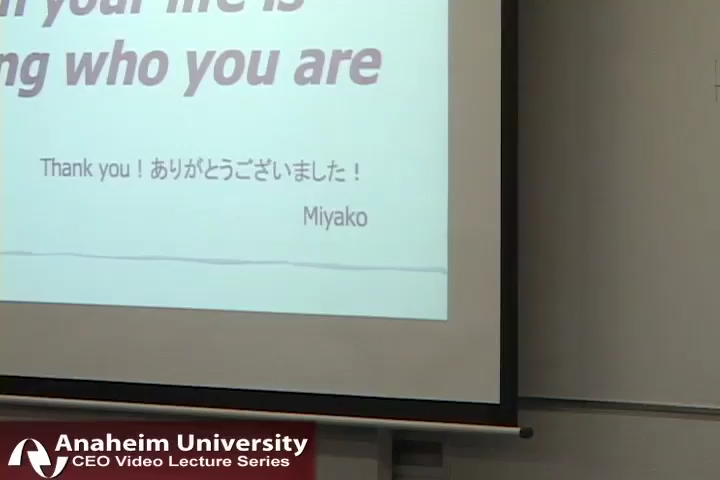 your life is
who you are
Thank you！ありがとうございました！
Miyako
Anaheim University
CEO Video Lecture Series